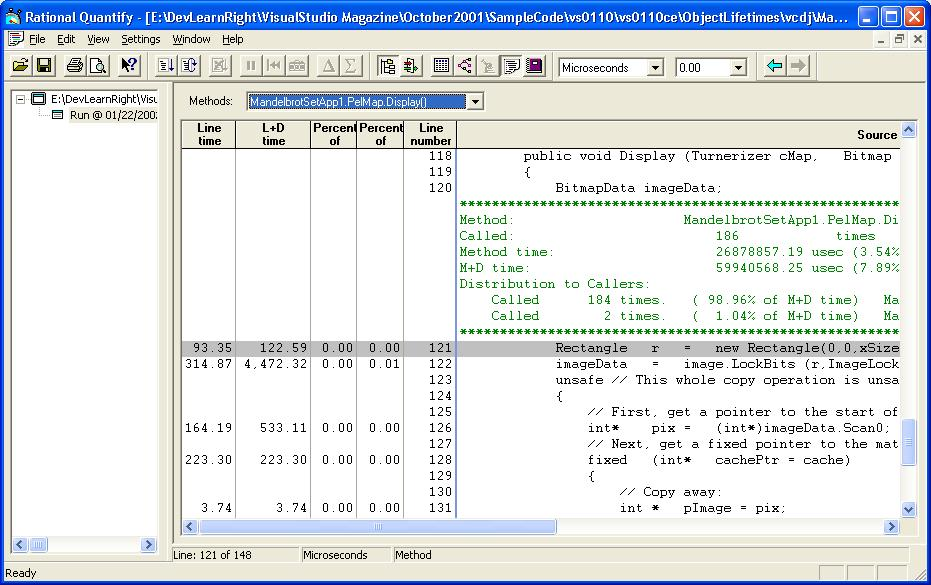 Rational Quantify - [E:\DevLearnRight\VisualStudio Magazine\October2001\SampleCode\vs0110\vs0110ce\ObjectLifetimes\vcdj\Ma...
File Edit View Settings Window Help
Microseconds 0.00
E:\DevLearnRight\Visu
Run @ 01/22/200
Methods: MandelbrotSetApp1.PelMap.Display()
Line time L+D time Percent of Percent of Line number Source
118 public void Display (Turnerizer cMap, Bitmap
119 {
120 BitmapData imageData;
************************************************************
Method: MandelbrotSetApp1.PelMap.Di
Called: 186 times
Method time: 26878857.19 usec (3.54%
M+D time: 59940568.25 usec (7.89%
Distribution to Callers:
Called 184 times. ( 98.96% of M+D time) Ma
Called 2 times. ( 1.04% of M+D time) Ma
************************************************************
93.35 122.59 0.00 0.00 121 Rectangle r = new Rectangle(0,0,xSize
314.87 4,472.32 0.00 0.01 122 imageData = image.LockBits (r,ImageLock
123 unsafe // This whole copy operation is unsa
124 {
125 // First, get a pointer to the start of
164.19 533.11 0.00 0.00 126 int* pix = (int*)imageData.Scan0;
127 // Next, get a fixed pointer to the mat
223.30 223.30 0.00 0.00 128 fixed (int* cachePtr = cache)
129 {
130 // Copy away:
3.74 3.74 0.00 0.00 131 int * pImage = pix;
Line: 121 of 148 Microseconds Method
Ready